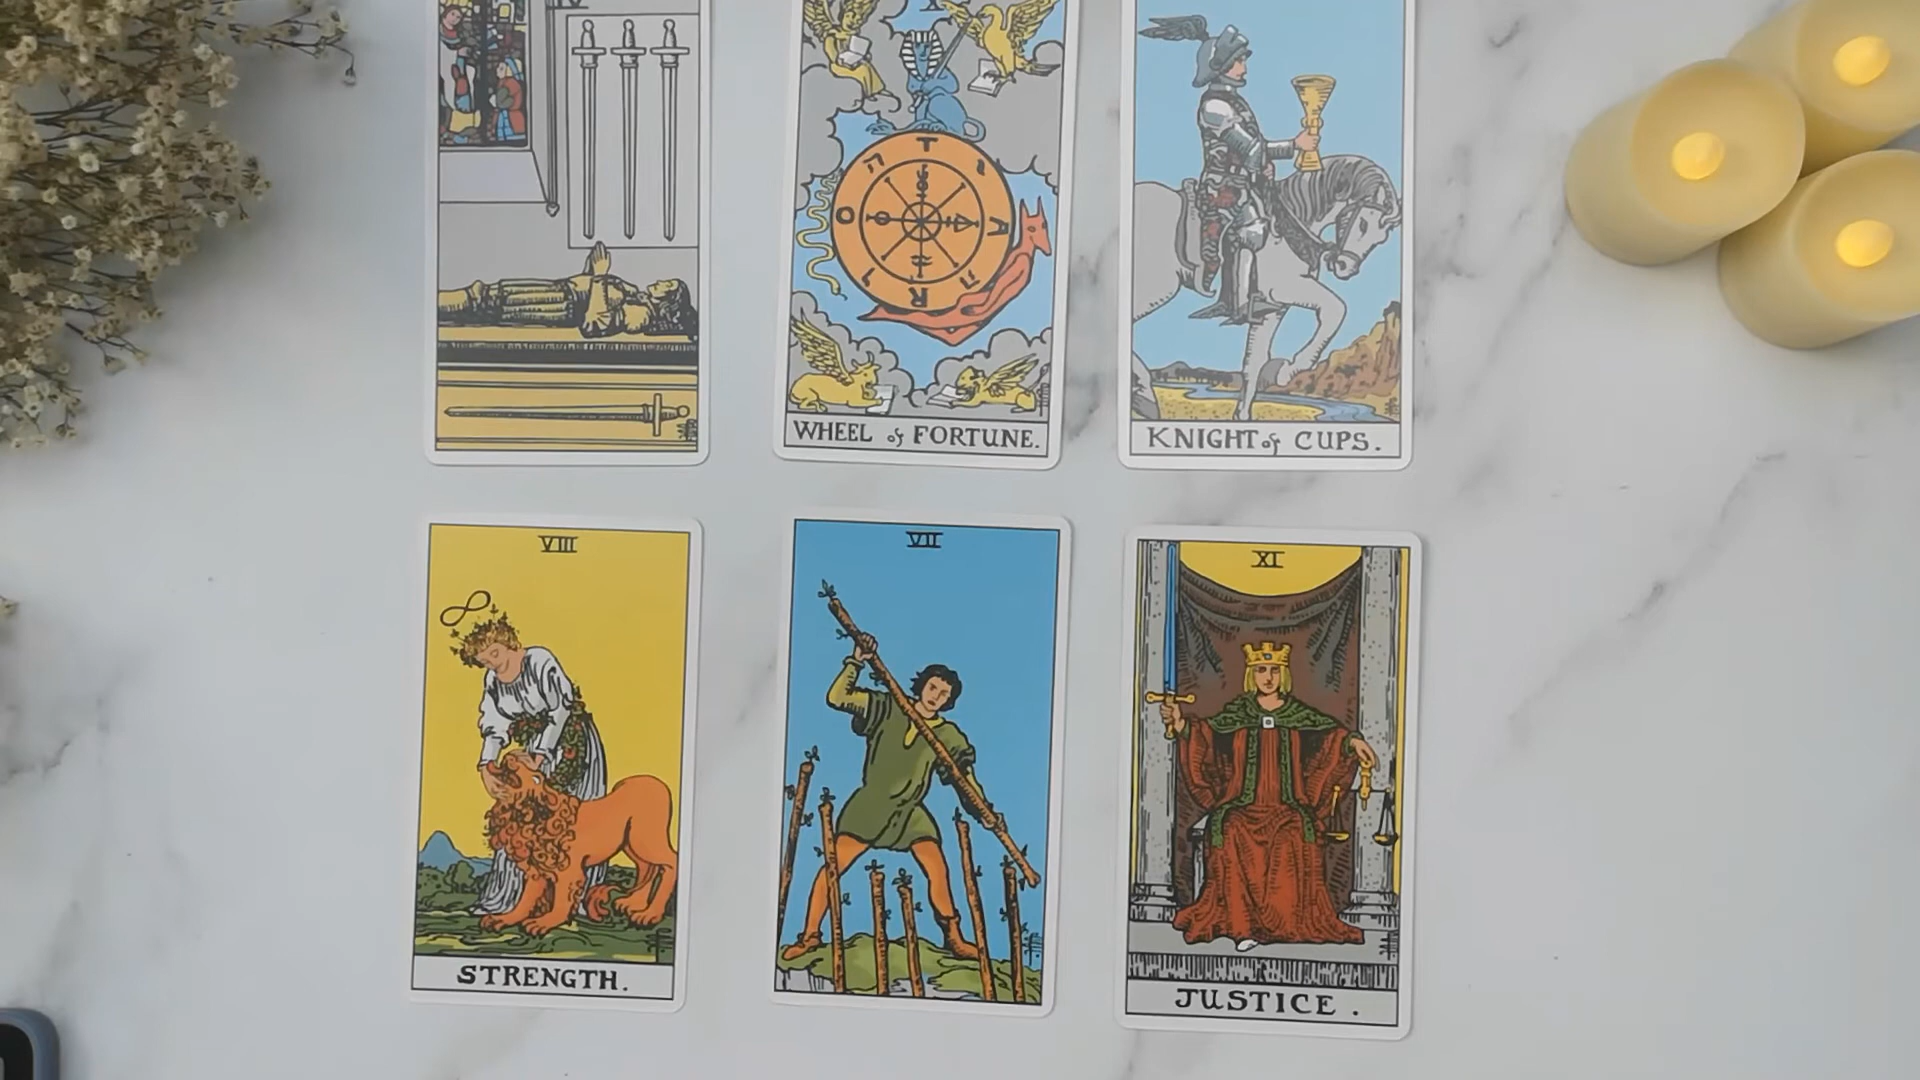 WHEEL of FORTUNE.
KNIGHT of CUPS.
VIII
VII
XI
STRENGTH.
JUSTICE.